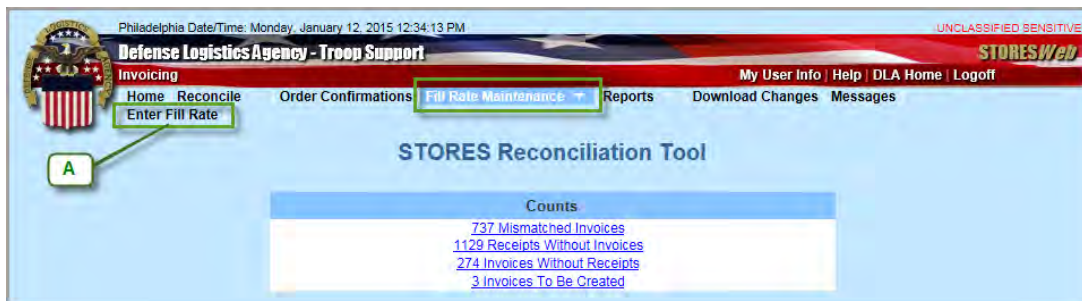 Philadelphia Date/Time: Monday, January 12, 2015 12:34:13 PM UNCLASSIFIED SENSITIVE
Defense Logistics Agency - Troop Support STORESWeb
Invoicing My User Info | Help | DLA Home | Logoff
Home Reconcile Order Confirmations Fill Rate Maintenance Reports Download Changes Messages
Enter Fill Rate
A
STORES Reconciliation Tool
Counts
737 Mismatched Invoices
1129 Receipts Without Invoices
274 Invoices Without Receipts
3 Invoices To Be Created